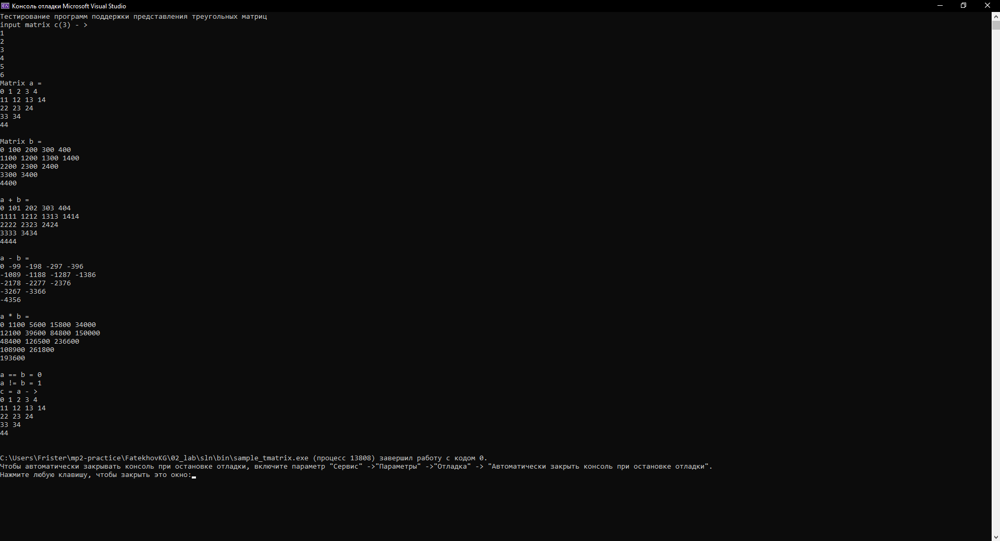 Консоль отладки Microsoft Visual Studio
Тестирование программ поддержки представления треугольных матриц
input matrix c(3) - >
1
2
3
4
5
6
Matrix a =
0 1 2 3 4
11 12 13 14
22 23 24
33 34
44
Matrix b =
0 100 200 300 400
1100 1200 1300 1400
2200 2300 2400
3300 3400
4400
a + b =
0 101 202 303 404
1111 1212 1313 1414
2222 2323 2424
3333 3434
4444
a - b =
0 -99 -198 -297 -396
-1089 -1188 -1287 -1386
-2178 -2277 -2376
-3267 -3366
-4356
a * b =
0 1100 5600 15800 34000
12100 39600 84800 150000
48400 126500 236600
108900 261800
193600
a == b = 0
a != b = 1
c = a - >
0 1 2 3 4
11 12 13 14
22 23 24
33 34
44
C:\Users\Frister\mp2-practice\FatekhovKG\02_lab\sln\bin\sample_tmatrix.exe (процесс 13808) завершил работу с кодом 0.
Чтобы автоматически закрывать консоль при остановке отладки, включите параметр "Сервис" ->"Параметры" ->"Отладка" -> "Автоматически закрыть консоль при остановке отладки".
Нажмите любую клавишу, чтобы закрыть это окно: